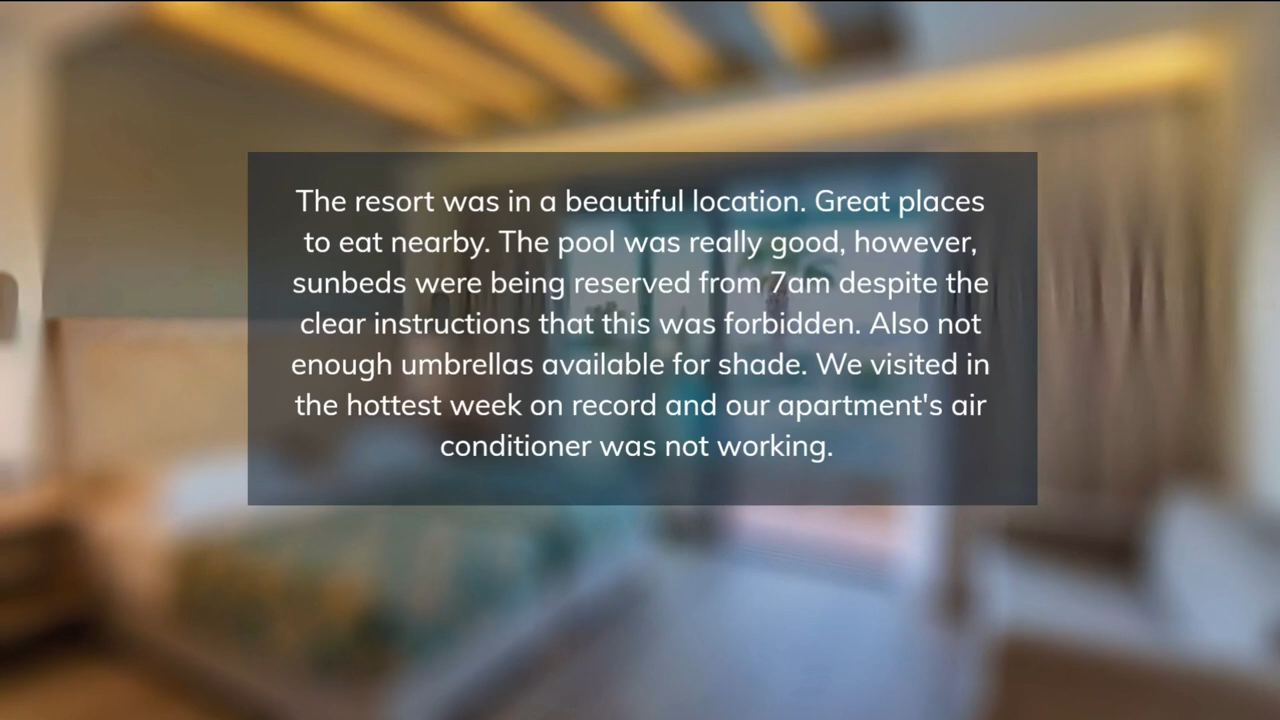 The resort was in a beautiful location. Great places
to eat nearby. The pool was really good, however,
sunbeds were being reserved from 7am despite the
clear instructions that this was forbidden. Also not
enough umbrellas available for shade. We visited in
the hottest week on record and our apartment's air
conditioner was not working.